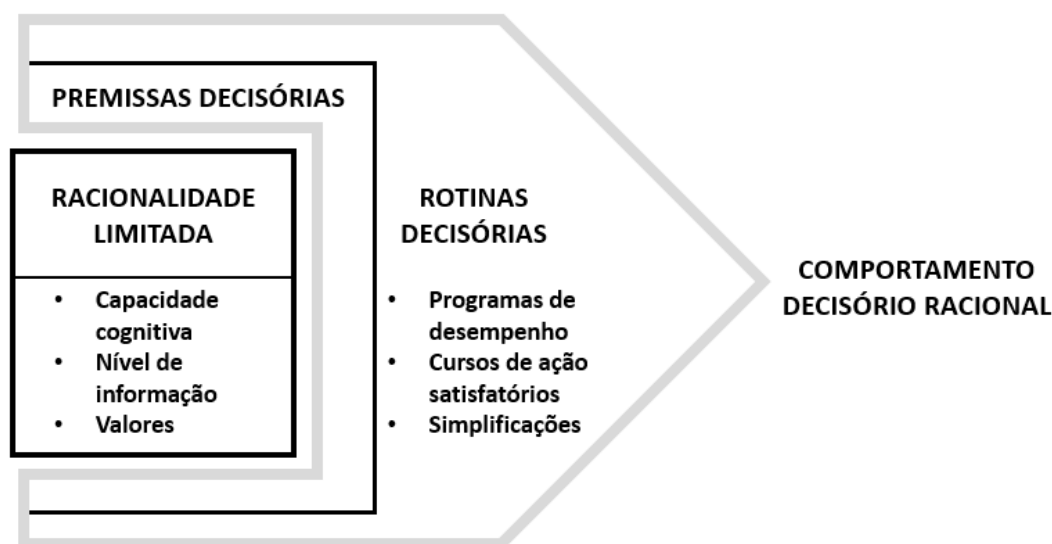 PREMISSAS DECISÓRIAS
RACIONALIDADE
LIMITADA
• Capacidade
cognitiva
• Nível de
informação
• Valores
ROTINAS
DECISÓRIAS
• Programas de
desempenho
• Cursos de ação
satisfatórios
• Simplificações
COMPORTAMENTO
DECISÓRIO RACIONAL